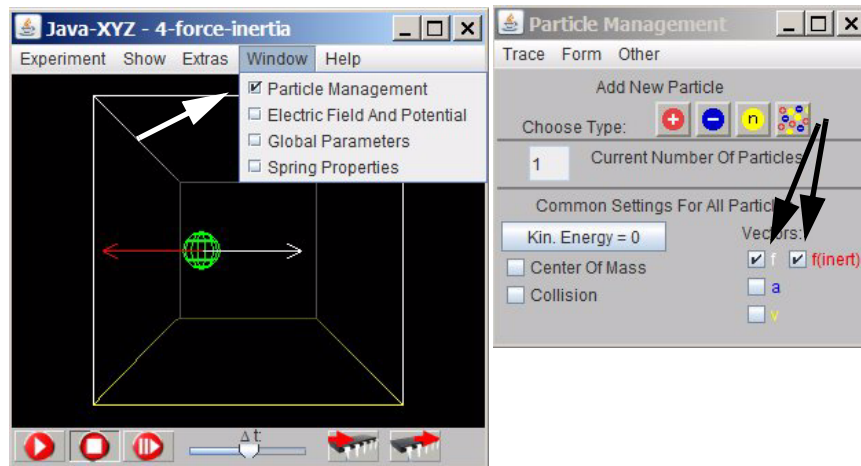 Java-XYZ - 4-force-inertia
Experiment Show Extras Window Help
Particle Management
Electric Field And Potential
Global Parameters
Spring Properties
Δt
Particle Management
Trace Form Other
Add New Particle
Choose Type: n
1 Current Number Of Particles
Common Settings For All
Kin. Energy = 0
Vectors:
Center Of Mass
f f(inert)
Collision
a
v